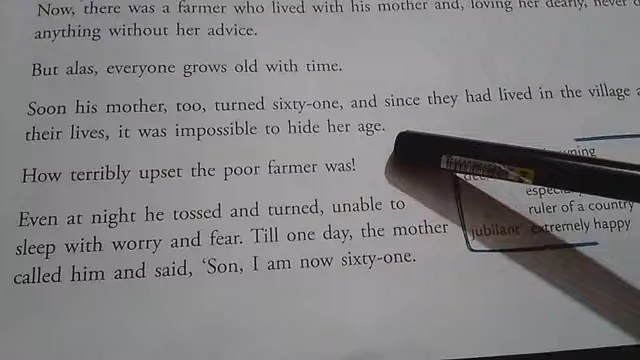 Now, there was a farmer who lived with his mother and, loving her dearly, never
anything without her advice.
But alas, everyone grows old with time.
Soon his mother, too, turned sixty-one, and since they had lived in the village
their lives, it was impossible to hide her age.
How terribly upset the poor farmer was!
Even at night he tossed and turned, unable to
sleep with worry and fear. Till one day, the mother
called him and said, ‘Son, I am now sixty-one.
ruler of a country
jubilant extremely happy